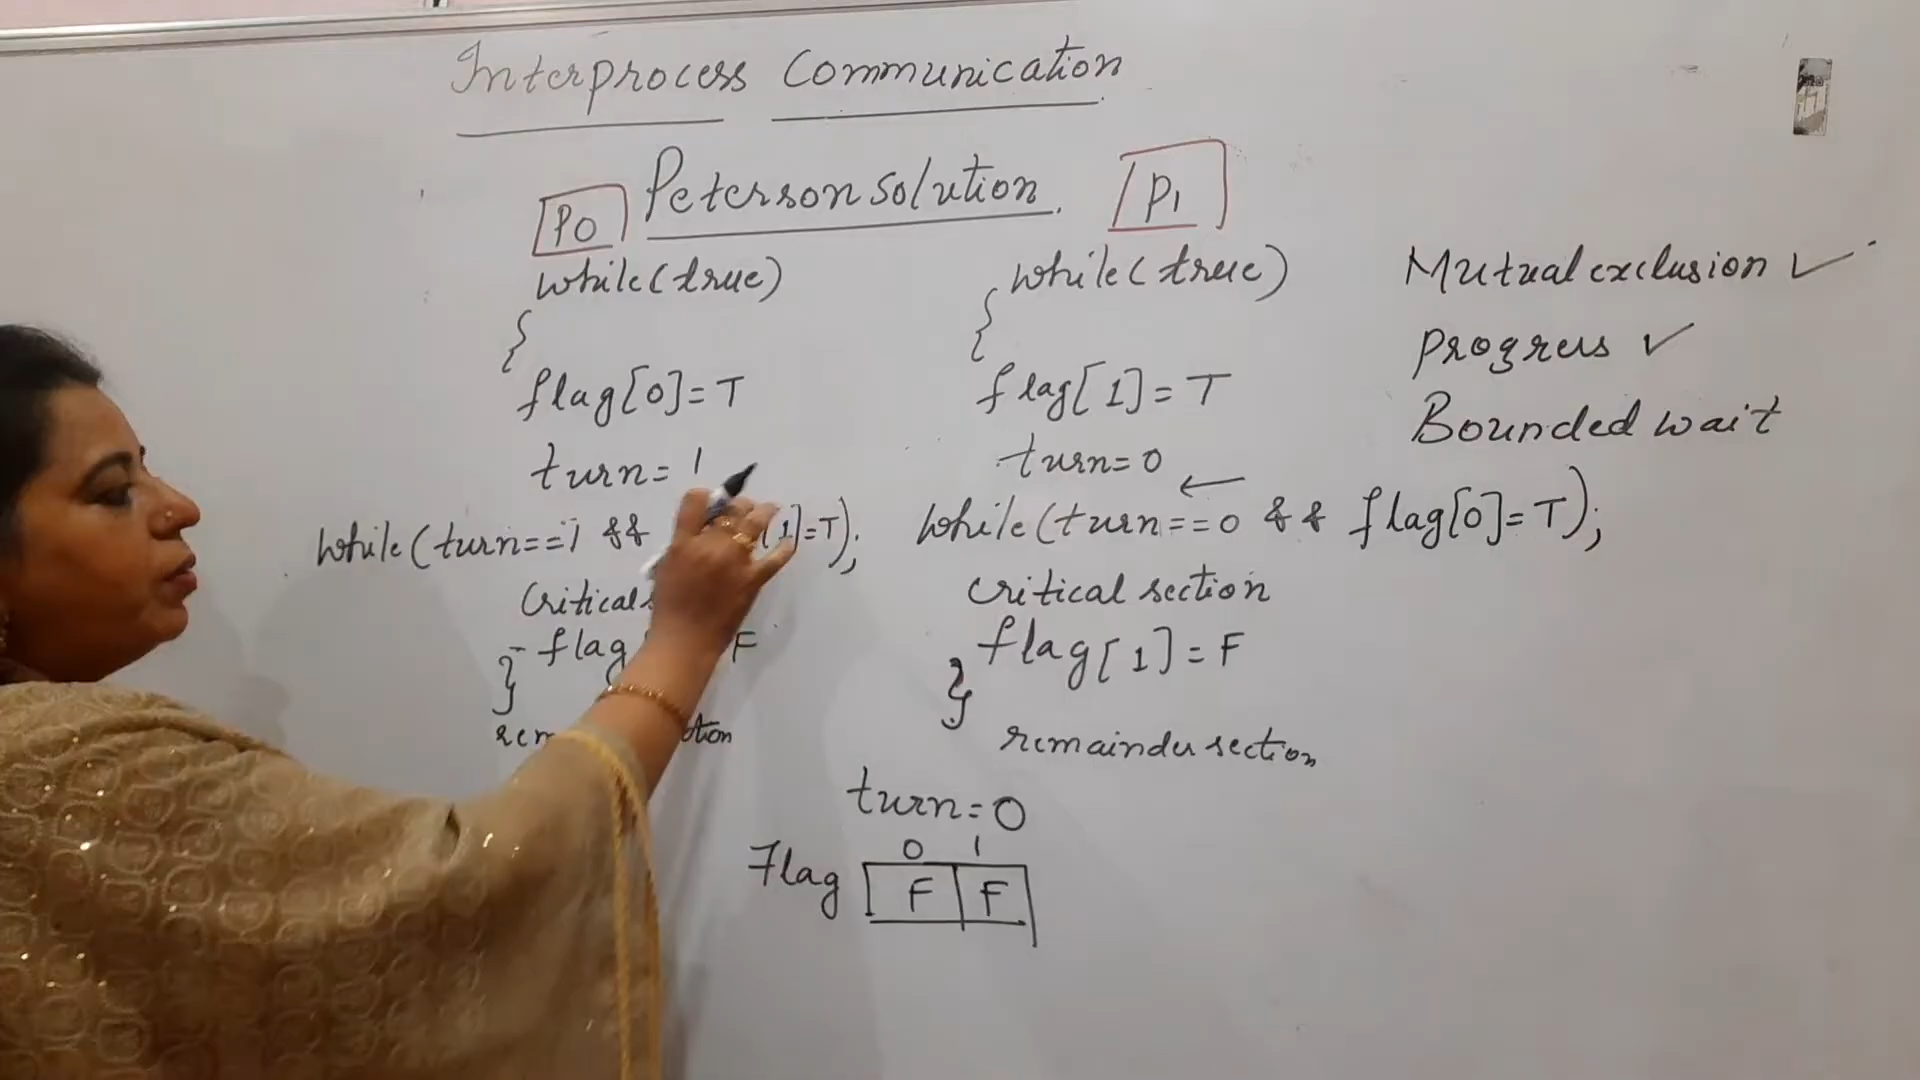 Interprocess Communication
Peterson solution.
P0
P1
while(true)
{
flag[0]=T
turn=1
while(turn==1 && [1]=T);
Critical
flag F
}
while(true)
{
flag[1]=T
turn=0
←
while(turn==0 && flag[0]=T);
critical section
flag[1]=F
}
remainder section
Mutual exclusion ✓
Progress ✓
Bounded wait
turn=0
0 1
Flag F F